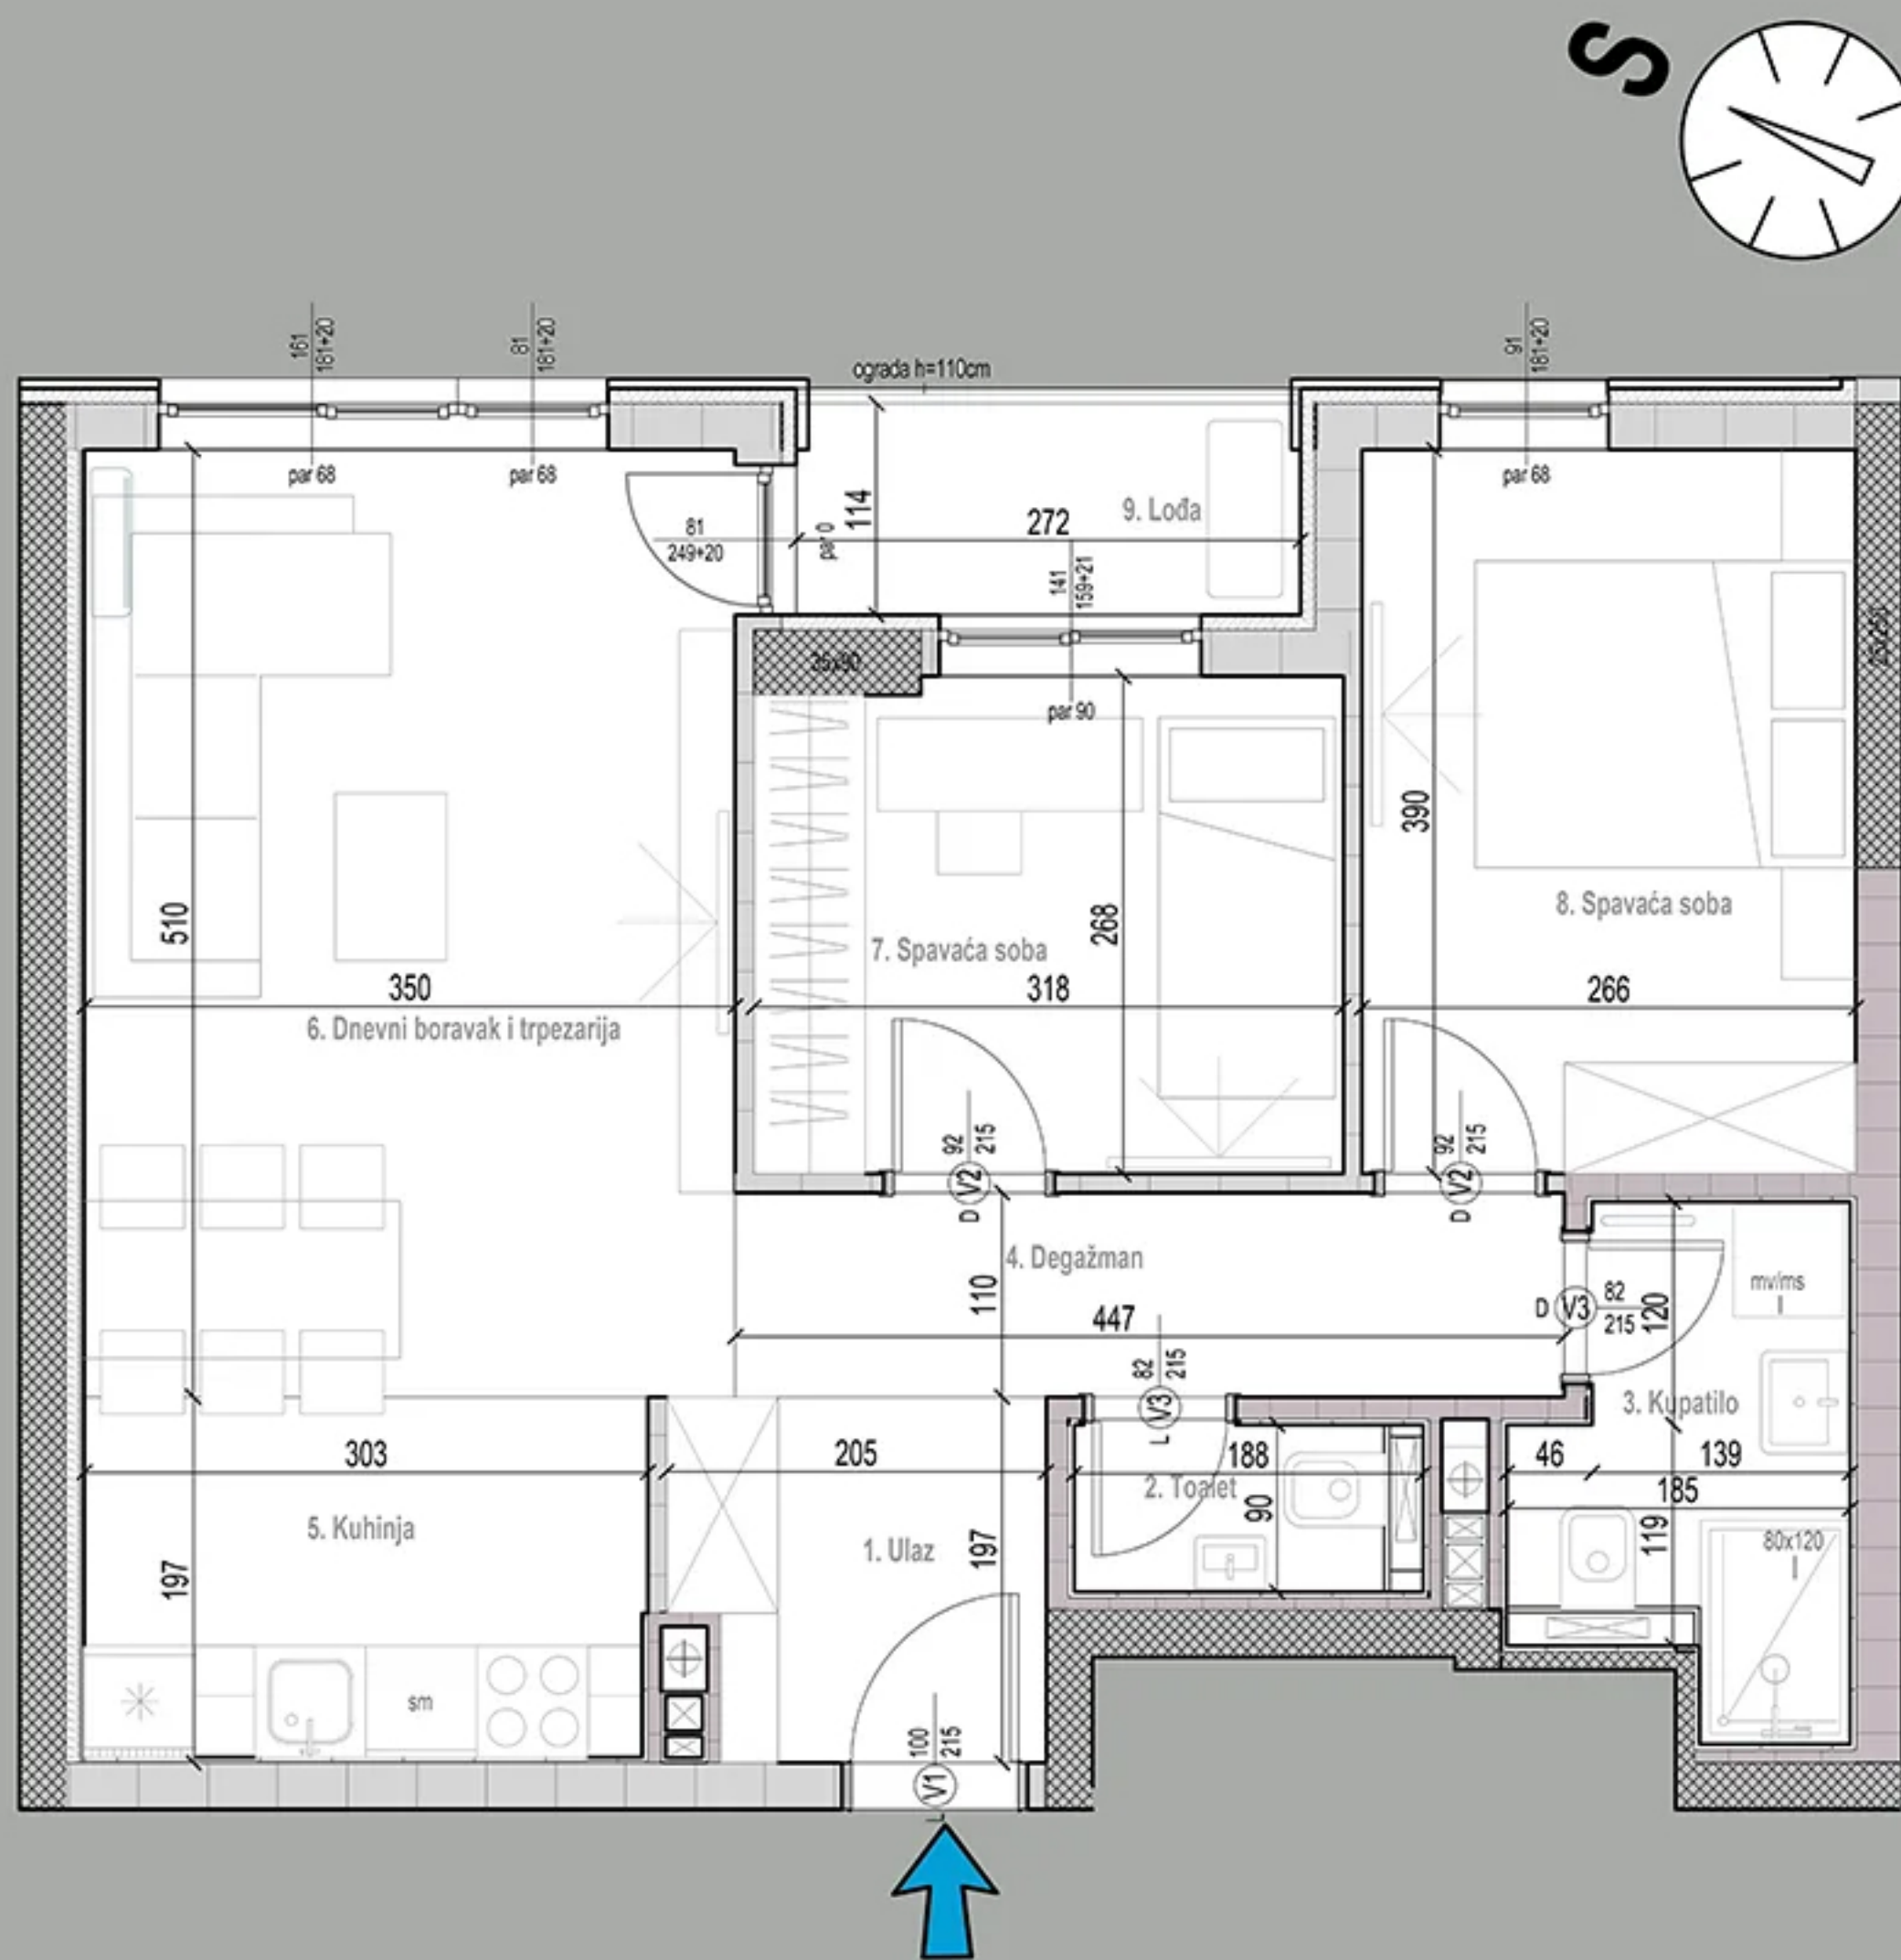 S
161
181+20
81
181+20
ograda h=110cm
91
181+20
par 68
par 68
par 68
81
249+20
par 0
114
272
9. Lođa
141
159+21
35x90
par 90
25x250
390
510
268
8. Spavaća soba
7. Spavaća soba
350
318
266
6. Dnevni boravak i trpezarija
92
215
V2
D
92
215
V2
D
4. Degažman
110
447
D
V3
82
215
120
mv/ms
82
215
V3
L
3. Kupatilo
303
205
188
46
139
2. Toalet
90
185
5. Kuhinja
1. Ulaz
197
119
80x120
197
sm
100
215
V1
L